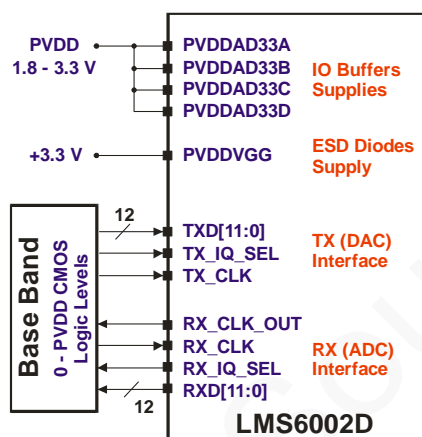 PVDD
1.8 - 3.3 V
PVDDAD33A
PVDDAD33B
PVDDAD33C
PVDDAD33D
IO Buffers
Supplies
+3.3 V
PVDDVGG
ESD Diodes
Supply
Base Band
0 - PVDD CMOS
Logic Levels
12
TXD[11:0]
TX_IQ_SEL
TX_CLK
TX (DAC)
Interface
RX_CLK_OUT
RX_CLK
RX_IQ_SEL
RXD[11:0]
12
RX (ADC)
Interface
LMS6002D